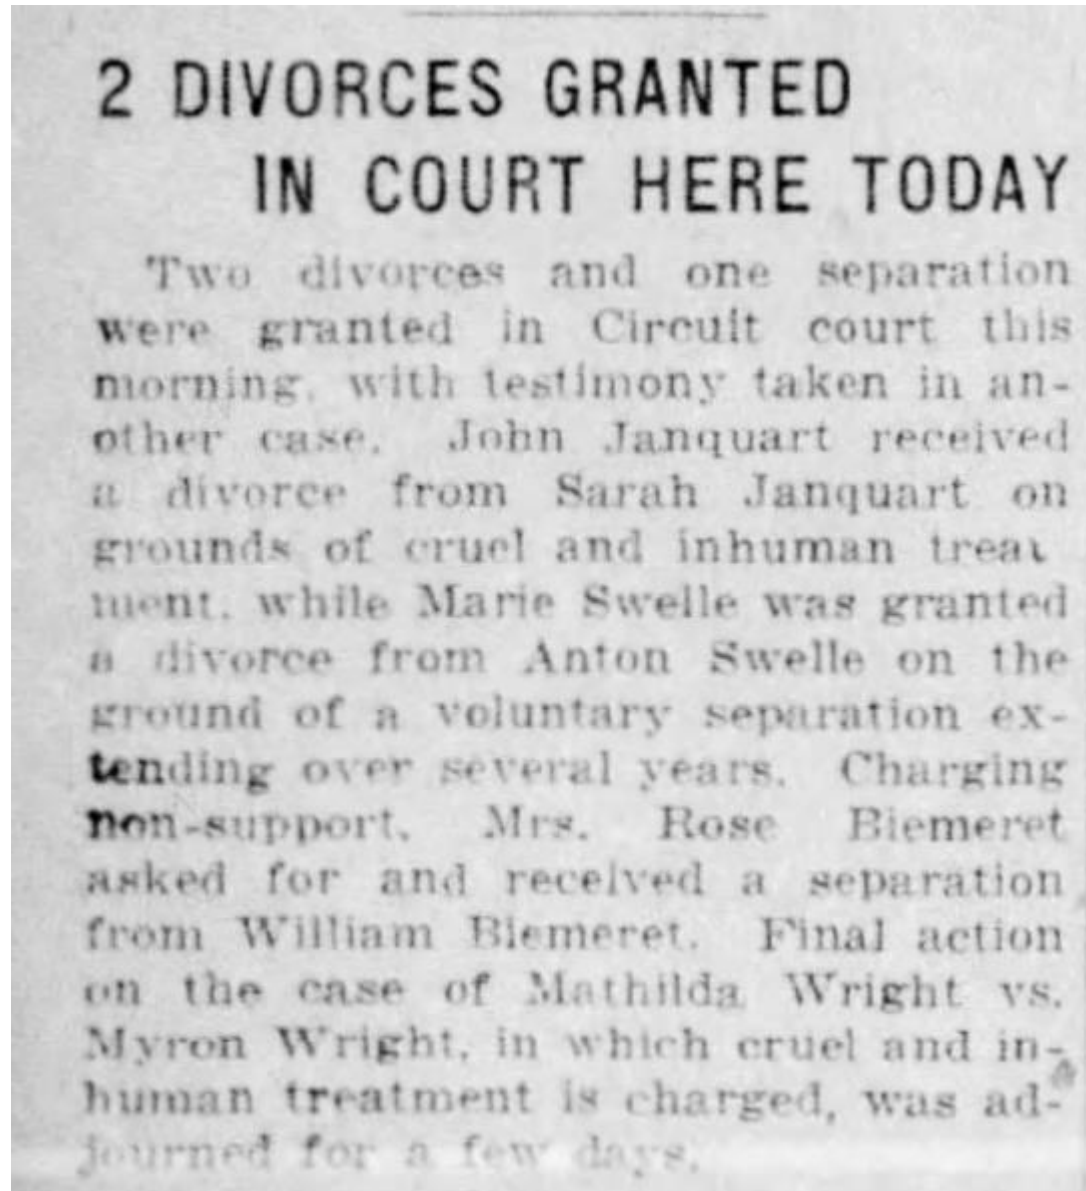 2 DIVORCES GRANTED
IN COURT HERE TODAY
Two divorces and one separation
were granted in Circuit court this
morning, with testimony taken in an-
other case. John Janquart received
a divorce from Sarah Janquart on
grounds of cruel and inhuman treat
ment, while Marie Swelle was granted
a divorce from Anton Swelle on the
ground of a voluntary separation ex-
tending over several years. Charging
non-support, Mrs. Rose Biemeret
asked for and received a separation
from William Biemeret. Final action
on the case of Mathilda Wright vs.
Myron Wright, in which cruel and in-
human treatment is charged, was ad-
journed for a few days.